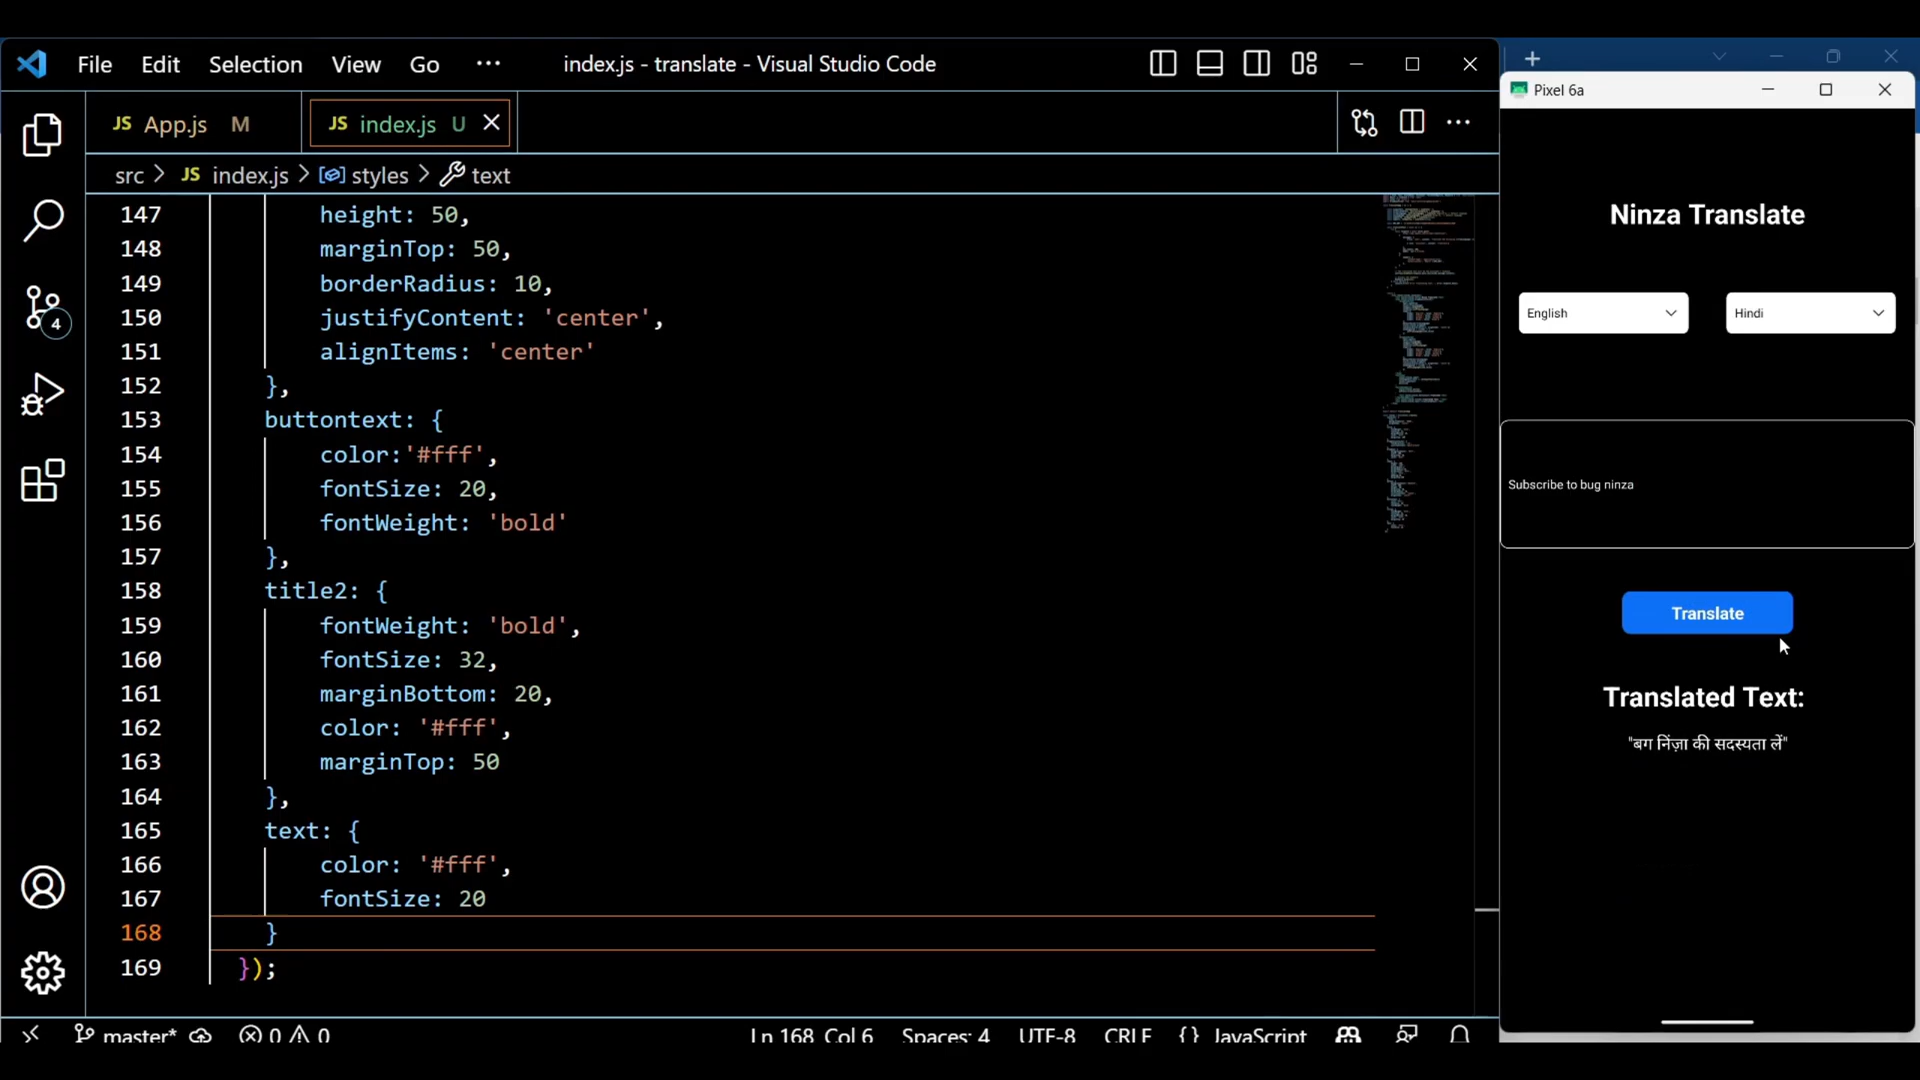 File Edit Selection View Go ··· index.js - translate - Visual Studio Code
JS App.js M JS index.js U
src > JS index.js > styles > text
147 height: 50,
148 marginTop: 50,
149 borderRadius: 10,
150 justifyContent: 'center',
151 alignItems: 'center'
152 },
153 buttontext: {
154 color:'#fff',
155 fontSize: 20,
156 fontWeight: 'bold'
157 },
158 title2: {
159 fontWeight: 'bold',
160 fontSize: 32,
161 marginBottom: 20,
162 color: '#fff',
163 marginTop: 50
164 },
165 text: {
166 color: '#fff',
167 fontSize: 20
168 }
169 });
4
master* 0 0 Ln 168, Col 6 Spaces: 4 UTF-8 CRLF {} JavaScript
Pixel 6a
Ninza Translate
English Hindi
Subscribe to bug ninza
Translate
Translated Text:
"बग निंज़ा की सदस्यता लें"